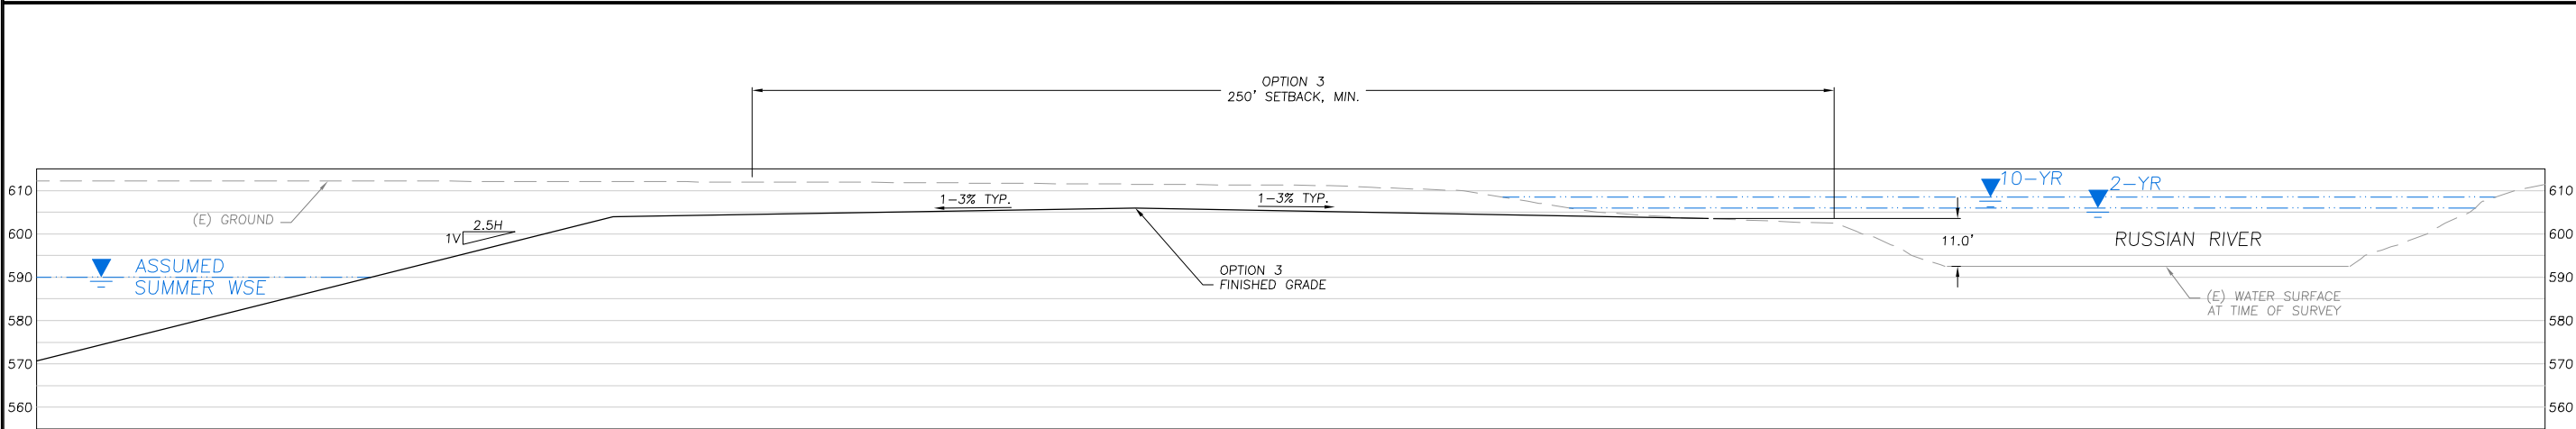 OPTION 3
250' SETBACK, MIN.
10-YR
2-YR
610
610
1-3% TYP.
1-3% TYP.
(E) GROUND
2.5H
1V
600
600
11.0'
RUSSIAN RIVER
ASSUMED
SUMMER WSE
590
590
OPTION 3
FINISHED GRADE
(E) WATER SURFACE
AT TIME OF SURVEY
580
580
570
570
560
560